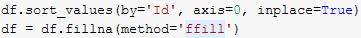 df.sort_values(by='Id', axis=0, inplace=True)
df = df.fillna(method='ffill')